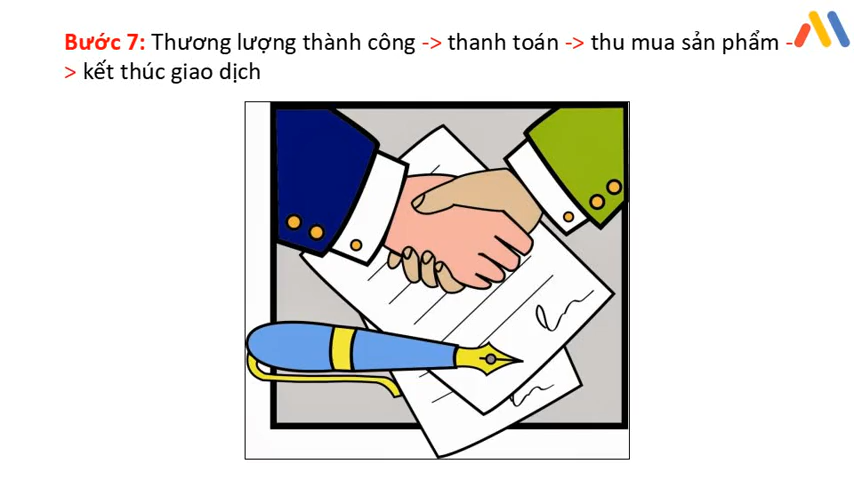 Bước 7: Thương lượng thành công -> thanh toán -> thu mua sản phẩm -
> kết thúc giao dịch